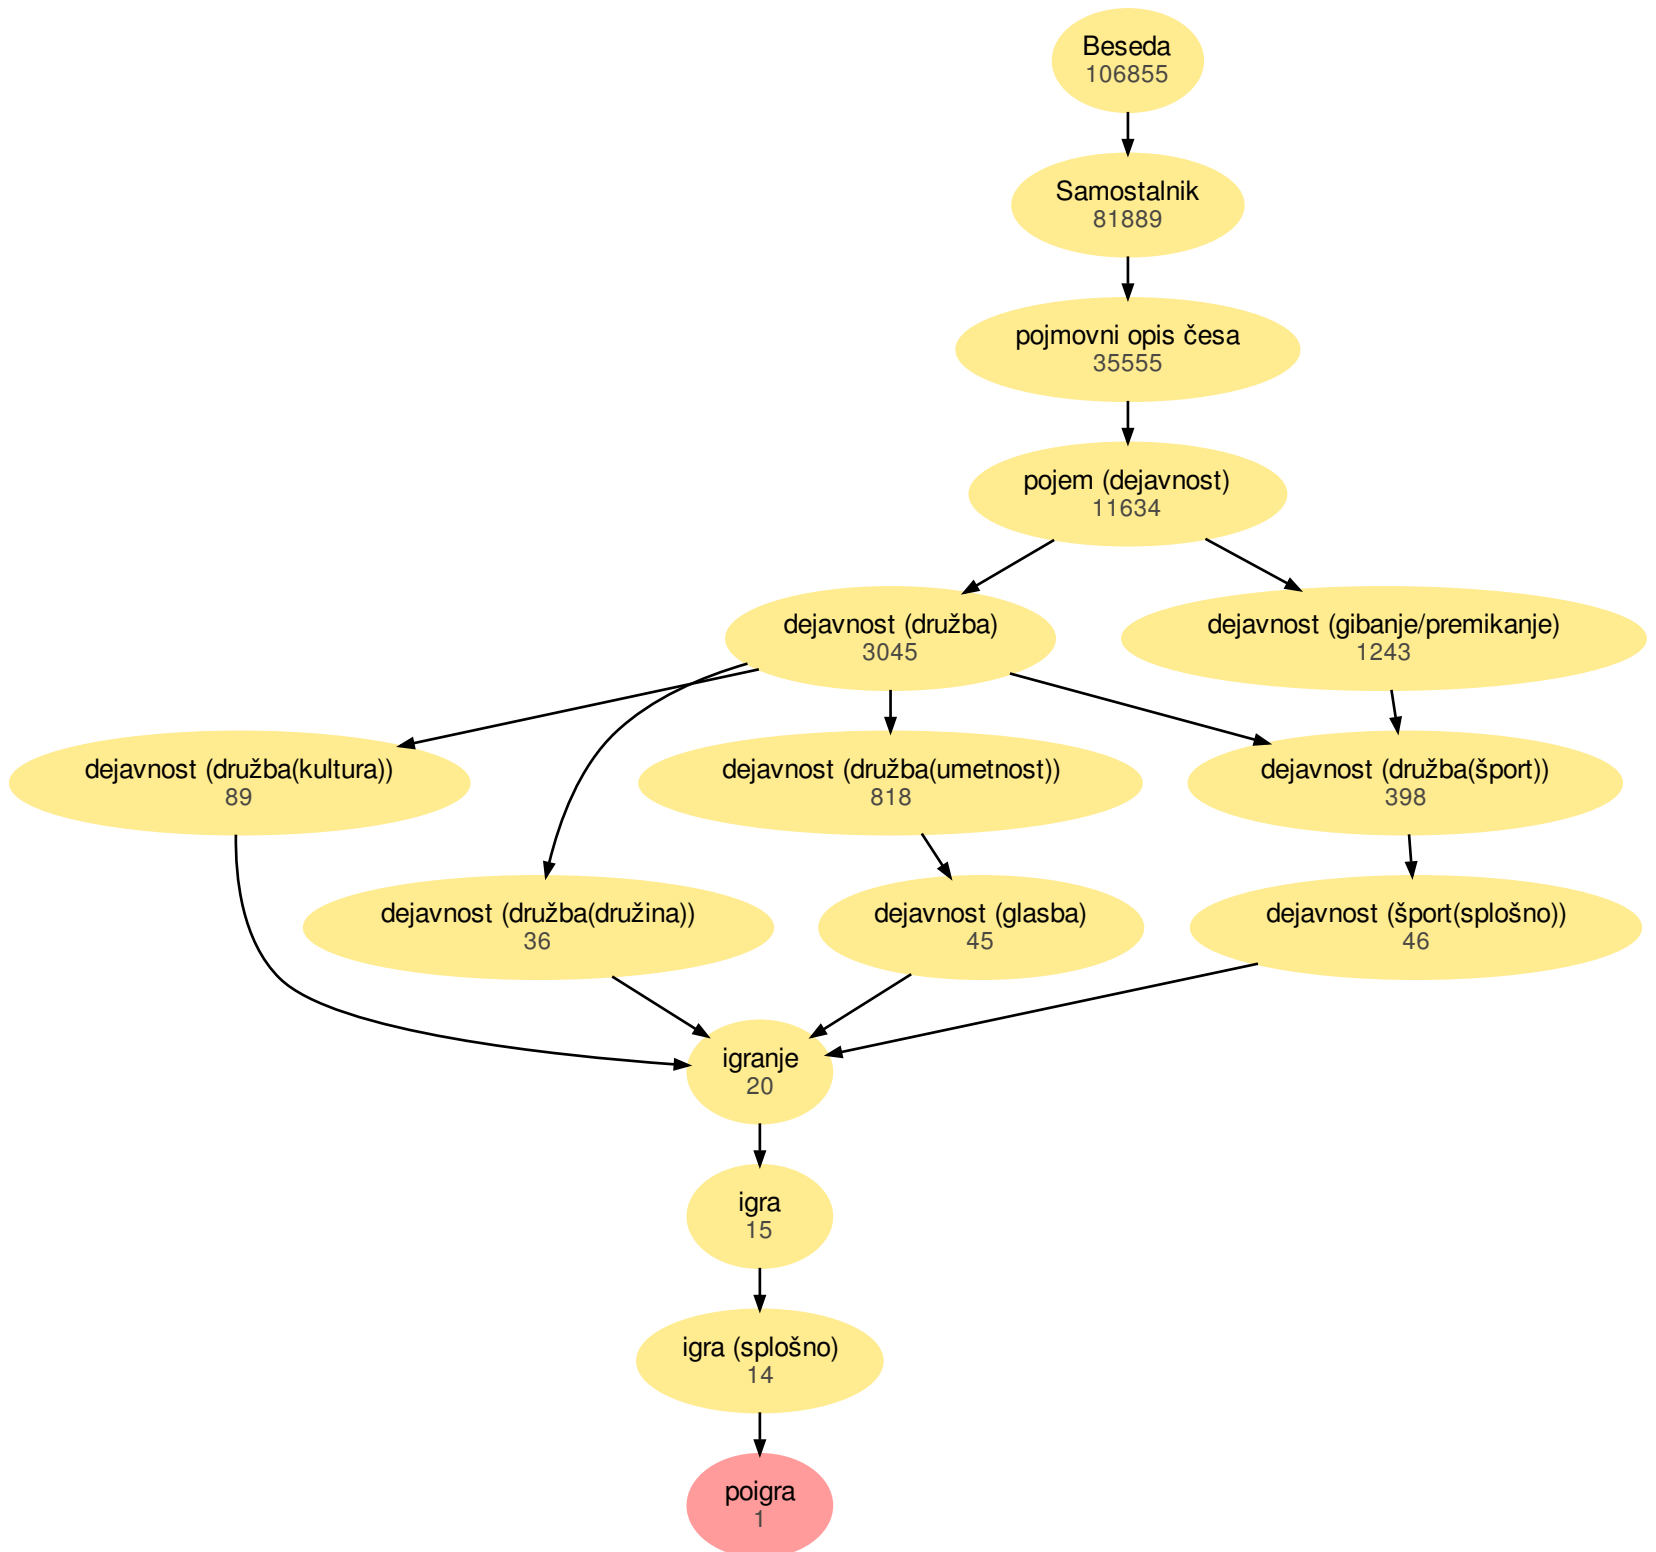 Beseda
106855
Samostalnik
81889
pojmovni opis česa
35555
pojem (dejavnost)
11634
dejavnost (družba)
3045
dejavnost (gibanje/premikanje)
1243
dejavnost (družba(kultura))
89
dejavnost (družba(umetnost))
818
dejavnost (družba(šport))
398
dejavnost (družba(družina))
36
dejavnost (glasba)
45
dejavnost (šport(splošno))
46
igranje
20
igra
15
igra (splošno)
14
poigra
1